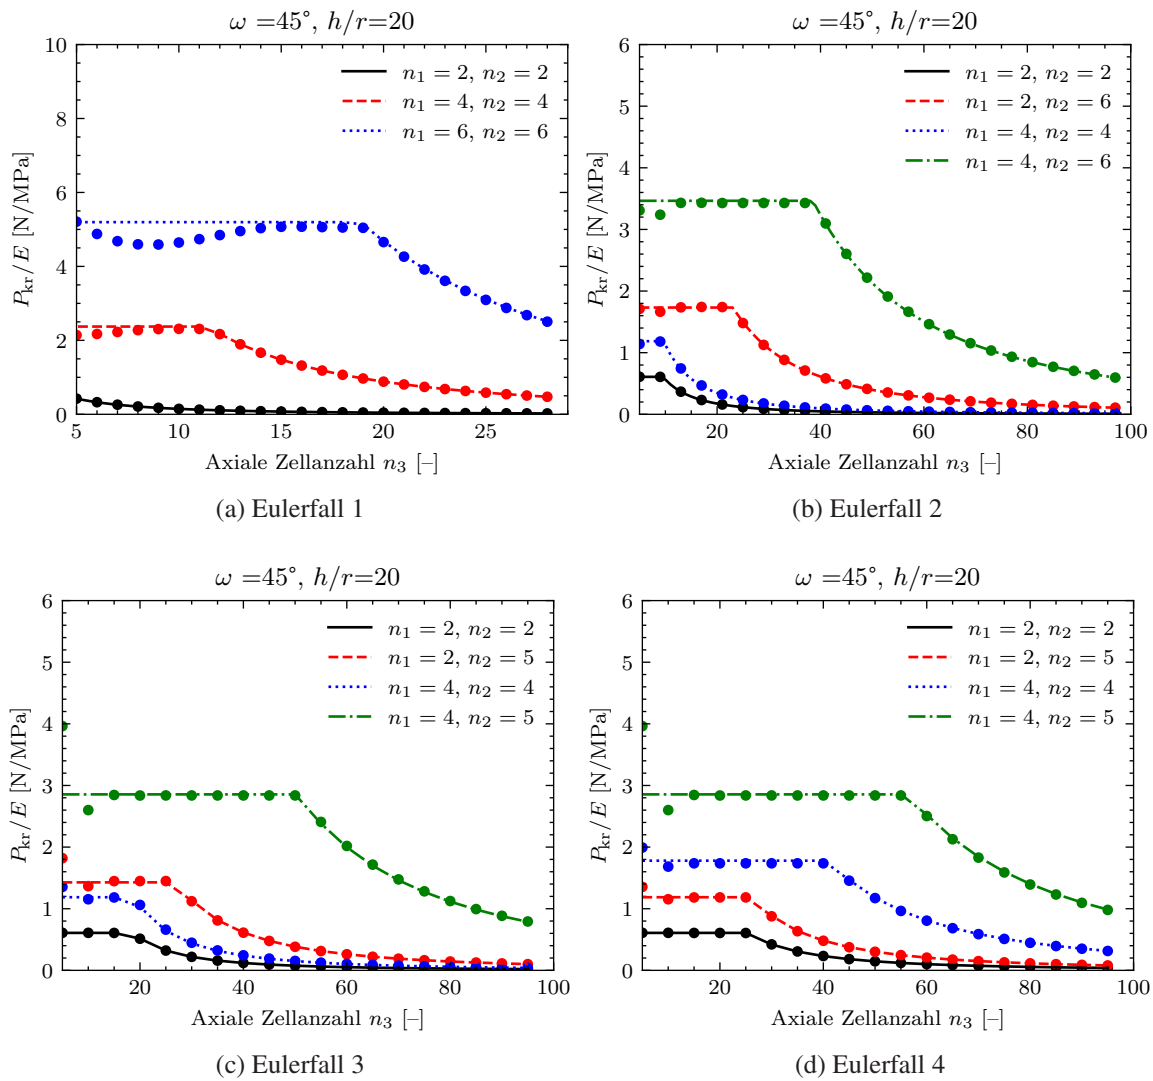 ω =45°, h/r=20
10
8
6
4
2
0
5
10
15
20
25
P_kr/E [N/MPa]
Axiale Zellanzahl n_3 [–]
n_1 = 2, n_2 = 2
n_1 = 4, n_2 = 4
n_1 = 6, n_2 = 6
(a) Eulerfall 1
ω =45°, h/r=20
6
5
4
3
2
1
0
20
40
60
80
100
P_kr/E [N/MPa]
Axiale Zellanzahl n_3 [–]
n_1 = 2, n_2 = 2
n_1 = 2, n_2 = 6
n_1 = 4, n_2 = 4
n_1 = 4, n_2 = 6
(b) Eulerfall 2
ω =45°, h/r=20
6
5
4
3
2
1
0
20
40
60
80
100
P_kr/E [N/MPa]
Axiale Zellanzahl n_3 [–]
n_1 = 2, n_2 = 2
n_1 = 2, n_2 = 5
n_1 = 4, n_2 = 4
n_1 = 4, n_2 = 5
(c) Eulerfall 3
ω =45°, h/r=20
6
5
4
3
2
1
0
20
40
60
80
100
P_kr/E [N/MPa]
Axiale Zellanzahl n_3 [–]
n_1 = 2, n_2 = 2
n_1 = 2, n_2 = 5
n_1 = 4, n_2 = 4
n_1 = 4, n_2 = 5
(d) Eulerfall 4